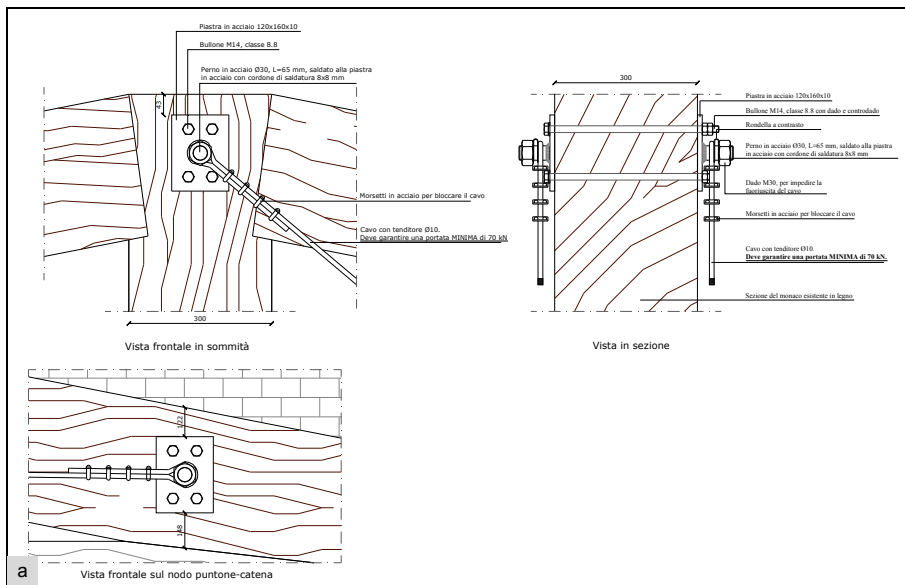 Piastra in acciaio 120x160x10
Bullone M14, classe 8.8
Perno in acciaio Ø30, L=65 mm, saldato alla piastra
in acciaio con cordone di saldatura 8x8 mm
43
Morsetti in acciaio per bloccare il cavo
Cavo con tenditore Ø10.
Deve garantire una portata MINIMA di 70 kN
300
Vista frontale in sommità
300
Piastra in acciaio 120x160x10
Bullone M14, classe 8.8 con dado e controdado
Rondella a contrasto
Perno in acciaio Ø30, L=65 mm, saldato alla piastra
in acciaio con cordone di saldatura 8x8 mm
Dado M30, per impedire la
fuoriuscita del cavo
Morsetti in acciaio per bloccare il cavo
Cavo con tenditore Ø10.
Deve garantire una portata MINIMA di 70 kN.
Sezione del monaco esistente in legno
Vista in sezione
122
148
a
Vista frontale sul nodo puntone-catena